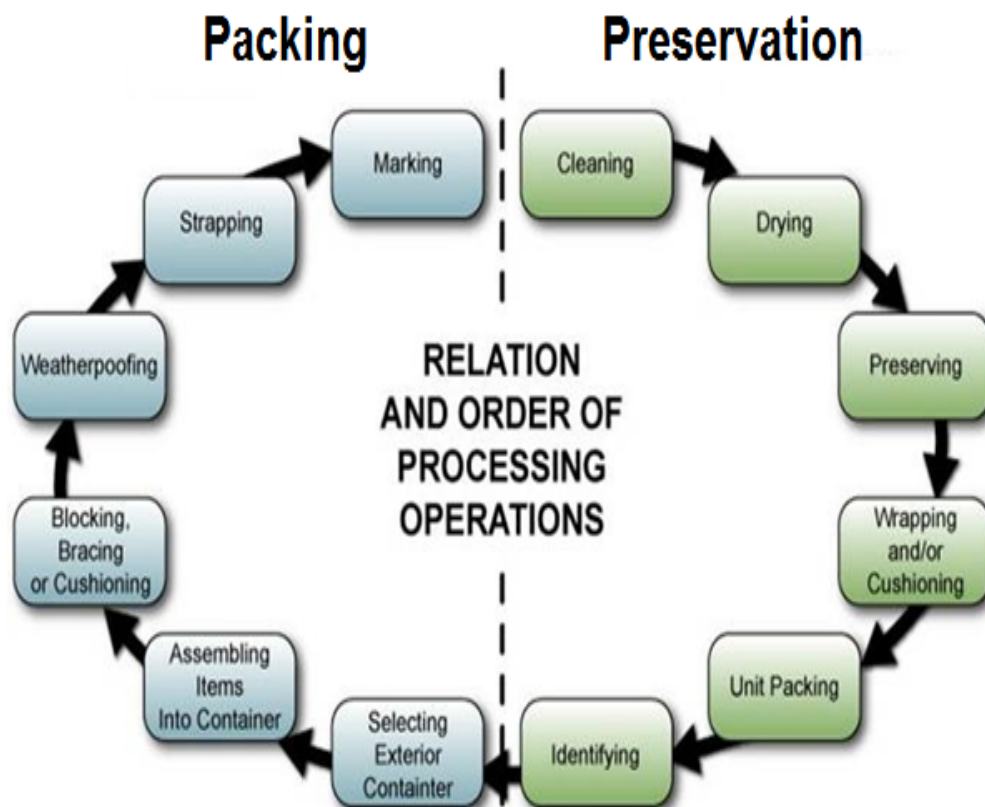 Packing
Preservation
Marking
Cleaning
Strapping
Drying
Weatherpoofing
RELATION
AND ORDER OF
PROCESSING
OPERATIONS
Preserving
Blocking,
Bracing
or Cushioning
Wrapping
and/or
Cushioning
Assembling
Items
Into Container
Unit Packing
Selecting
Exterior
Containter
Identifying